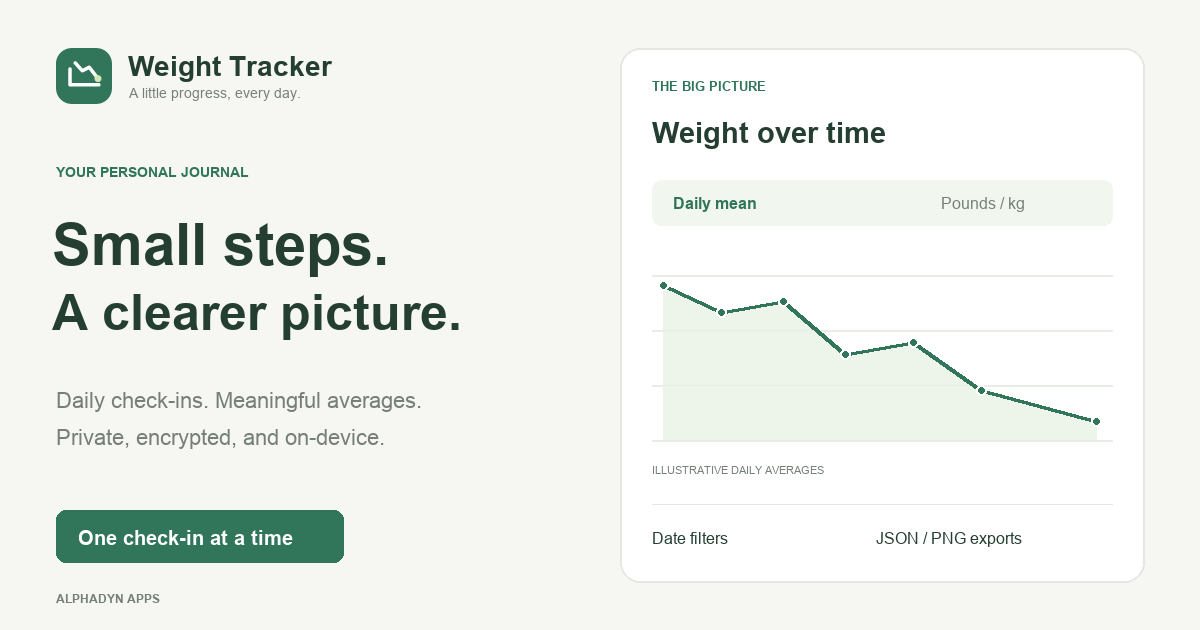 Weight Tracker
A little progress, every day.
YOUR PERSONAL JOURNAL
Small steps.
A clearer picture.
Daily check-ins. Meaningful averages.
Private, encrypted, and on-device.
One check-in at a time
ALPHADYN APPS
THE BIG PICTURE
Weight over time
Daily mean
Pounds / kg
ILLUSTRATIVE DAILY AVERAGES
Date filters
JSON / PNG exports